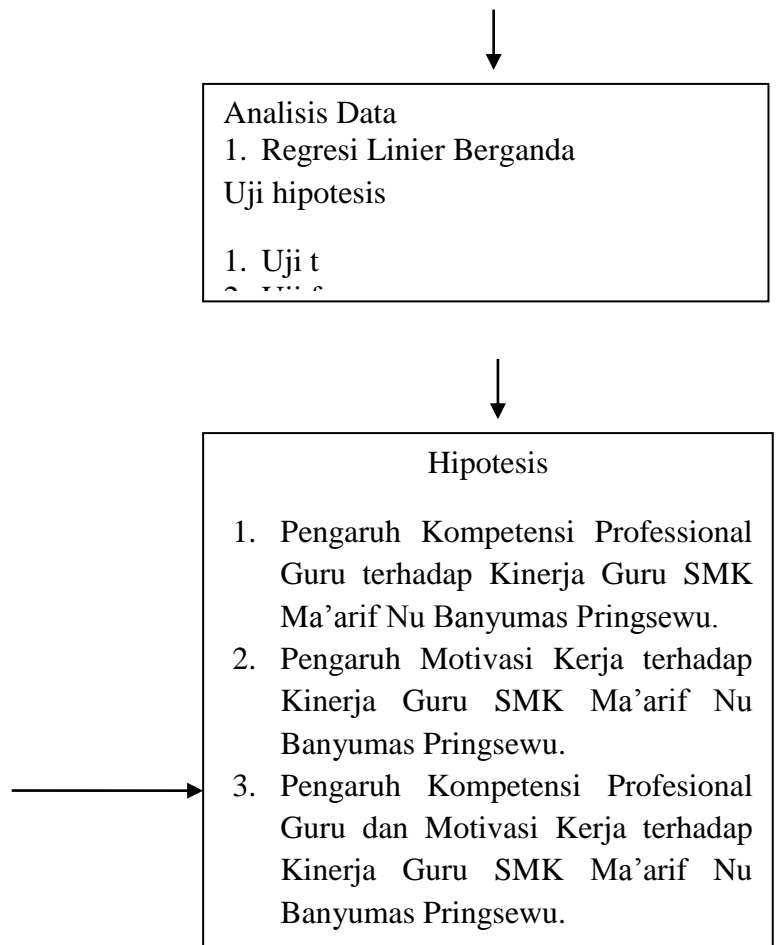 Analisis Data
1. Regresi Linier Berganda
Uji hipotesis
1. Uji t
Hipotesis
1. Pengaruh Kompetensi Professional
Guru terhadap Kinerja Guru SMK
Ma’arif Nu Banyumas Pringsewu.
2. Pengaruh Motivasi Kerja terhadap
Kinerja Guru SMK Ma’arif Nu
Banyumas Pringsewu.
3. Pengaruh Kompetensi Profesional
Guru dan Motivasi Kerja terhadap
Kinerja Guru SMK Ma’arif Nu
Banyumas Pringsewu.